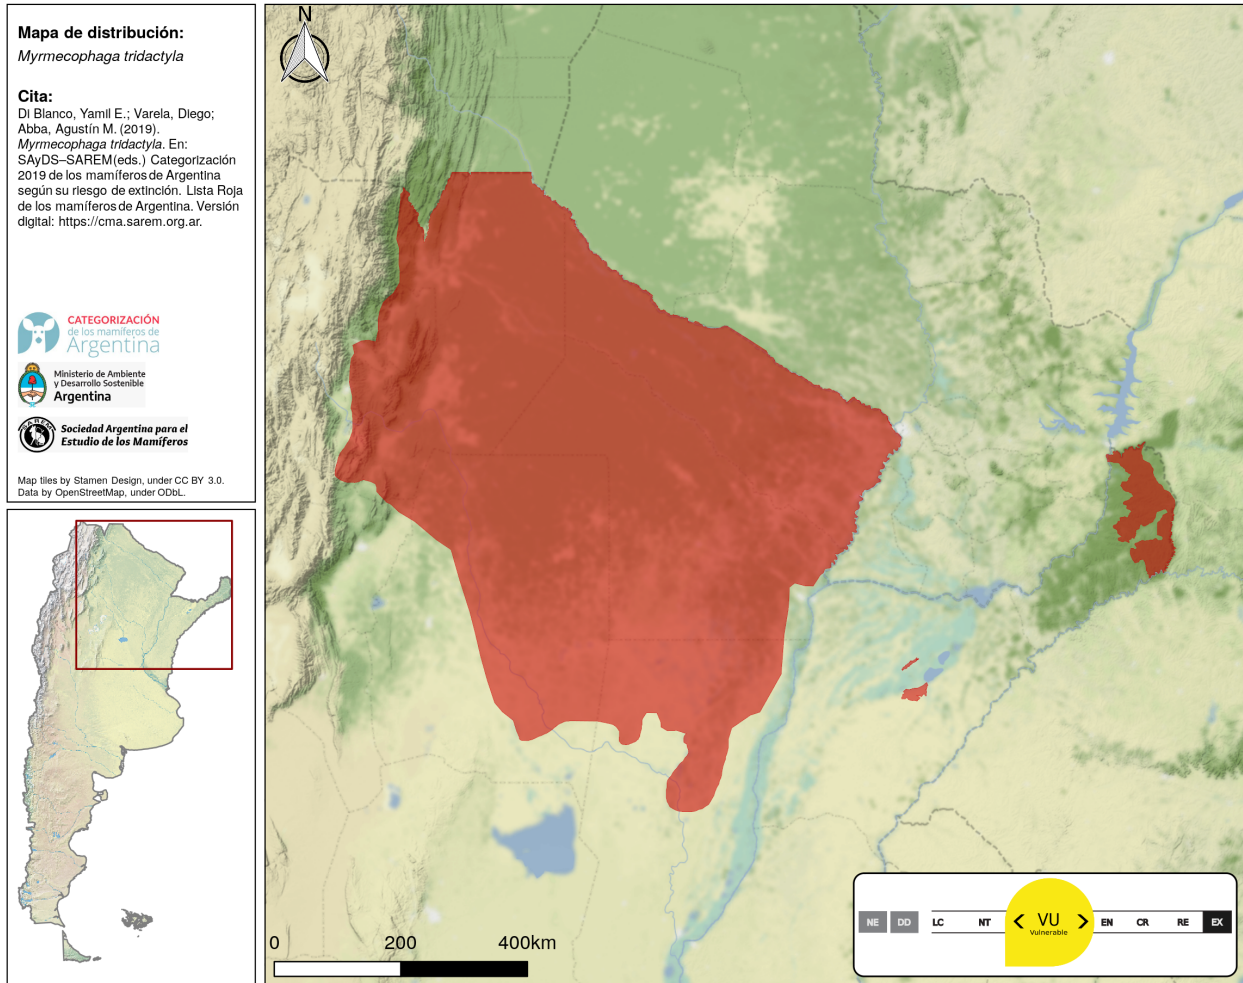 Mapa de distribución:
Myrmecophaga tridactyla
Cita:
Di Blanco, Yamil E.; Varela, Diego;
Abba, Agustín M. (2019).
Myrmecophaga tridactyla. En:
SAyDS–SAREM(eds.) Categorización
2019 de los mamíferos de Argentina
según su riesgo de extinción. Lista Roja
de los mamíferos de Argentina. Versión
digital: https://cma.sarem.org.ar.
CATEGORIZACIÓN
de los mamíferos de
Argentina
Ministerio de Ambiente
y Desarrollo Sostenible
Argentina
SAREM
Sociedad Argentina para el
Estudio de los Mamíferos
Map tiles by Stamen Design, under CC BY 3.0.
Data by OpenStreetMap, under ODbL.
N
0 200 400km
NE DD LC NT VU EN CR RE EX
Vulnerable